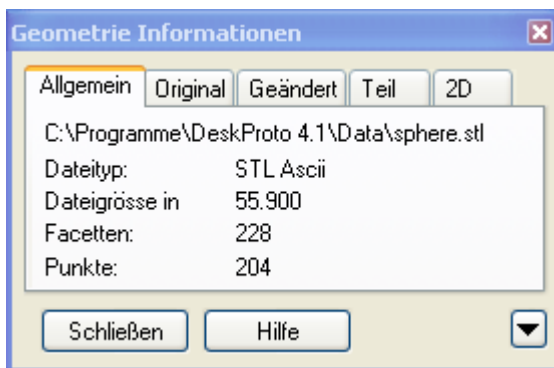 Geometrie Informationen
Allgemein Original Geändert Teil 2D
C:\Programme\DeskProto 4.1\Data\sphere.stl
Dateityp: STL Ascii
Dateigrösse in 55.900
Facetten: 228
Punkte: 204
Schließen Hilfe